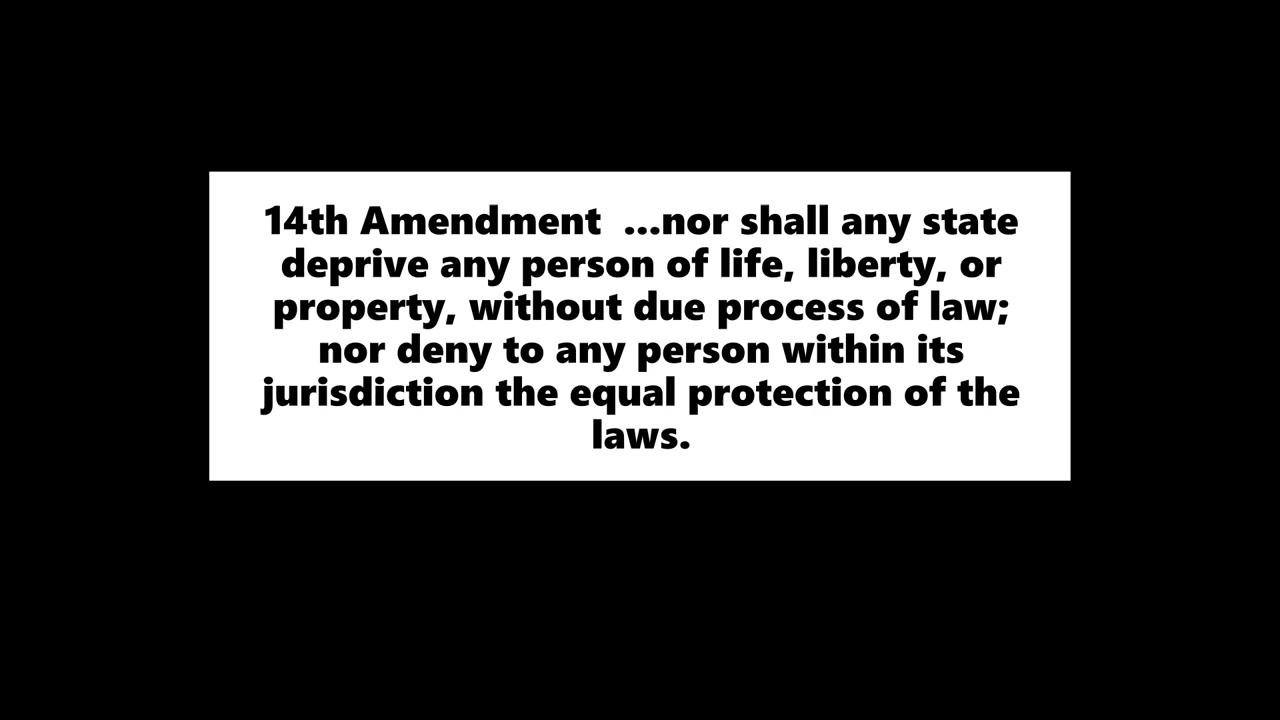 14th Amendment  ...nor shall any state
deprive any person of life, liberty, or
property, without due process of law;
nor deny to any person within its
jurisdiction the equal protection of the
laws.